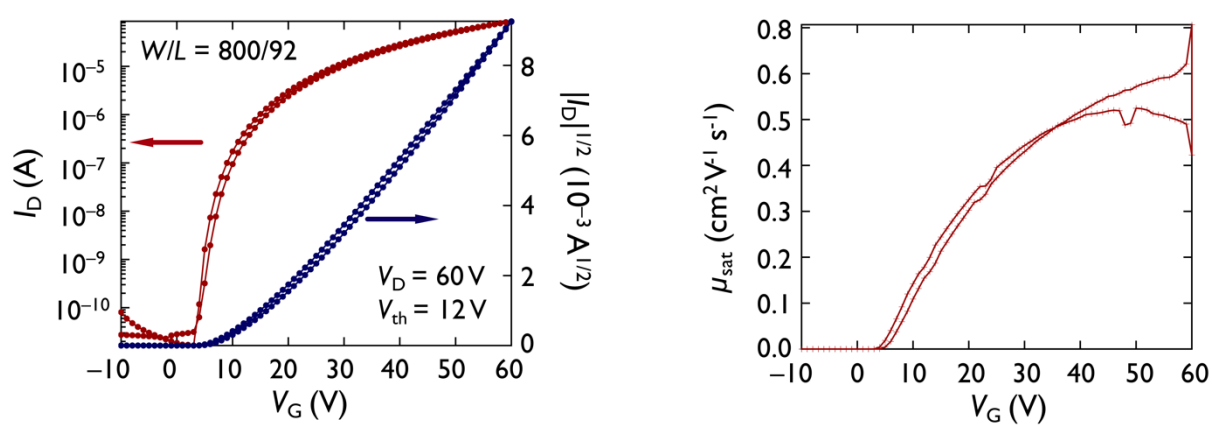 W/L = 800/92
10⁻⁵
10⁻⁶
10⁻⁷
10⁻⁸
10⁻⁹
10⁻¹⁰
I_D (A)
8
6
4
2
0
|I_D|^1/2 (10⁻³ A^1/2)
V_D = 60 V
V_th = 12 V
−10 0 10 20 30 40 50 60
V_G (V)
0.8
0.6
0.5
0.4
0.3
0.2
0.1
0.0
μ_sat (cm² V⁻¹ s⁻¹)
−10 0 10 20 30 40 50 60
V_G (V)